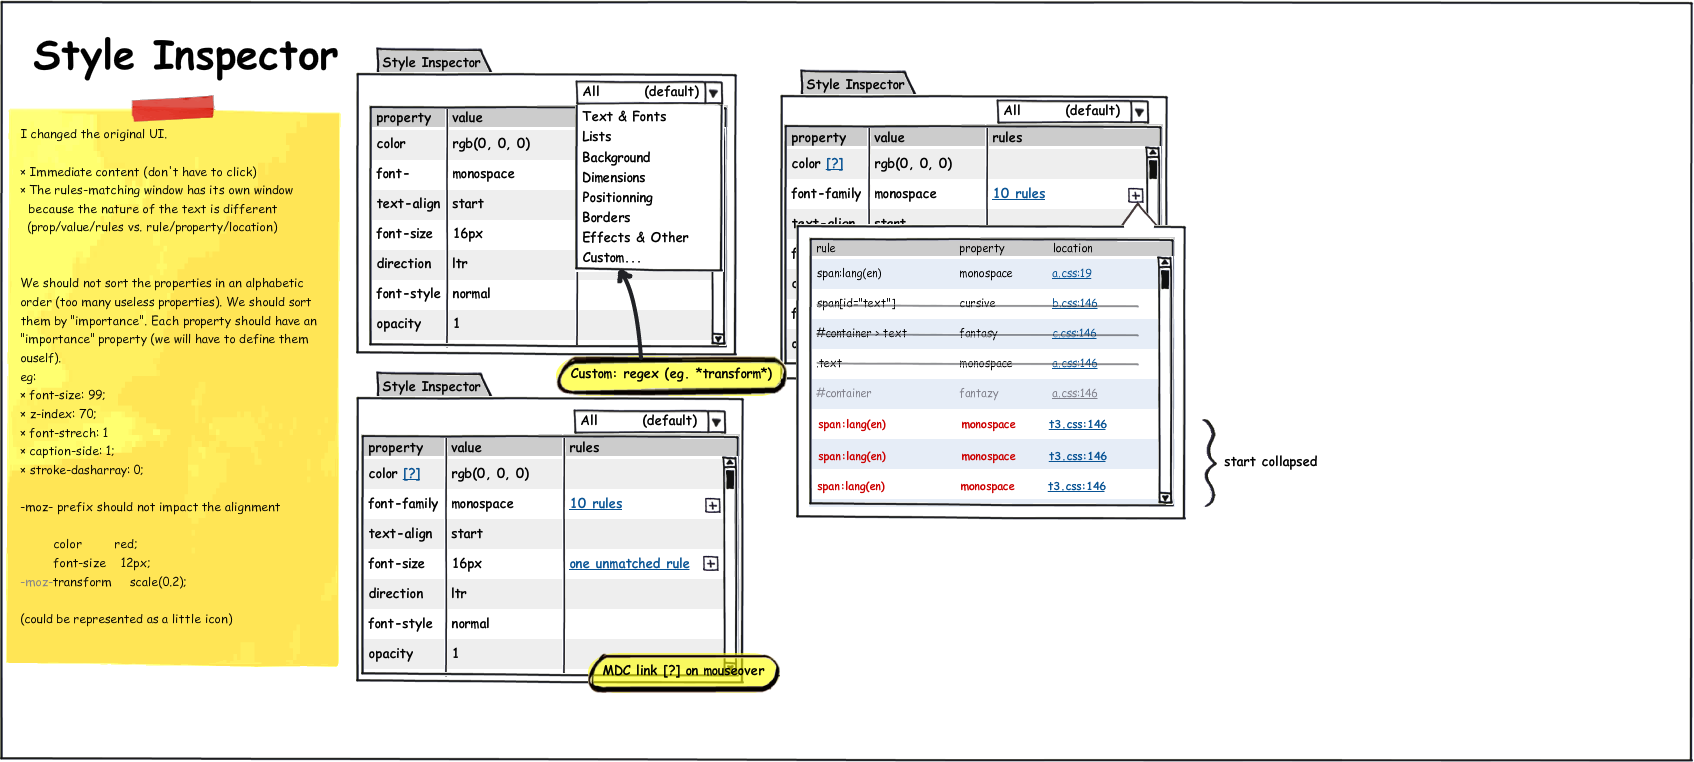 Style Inspector
I changed the original UI.
× Immediate content (don't have to click)
× The rules-matching window has its own window
because the nature of the text is different
(prop/value/rules vs. rule/property/location)
We should not sort the properties in an alphabetic
order (too many useless properties). We should sort
them by "importance". Each property should have an
"importance" property (we will have to define them
ouself).
eg:
× font-size: 99;
× z-index: 70;
× font-strech: 1
× caption-side: 1;
× stroke-dasharray: 0;
-moz- prefix should not impact the alignment
color red;
font-size 12px;
-moz-transform scale(0.2);
(could be represented as a little icon)
Style Inspector
All (default)
Text & Fonts
Lists
Background
Dimensions
Positionning
Borders
Effects & Other
Custom...
property value
color rgb(0, 0, 0)
font- monospace
text-align start
font-size 16px
direction ltr
font-style normal
opacity 1
Custom: regex (eg. *transform*)
Style Inspector
All (default)
property value rules
color [?] rgb(0, 0, 0)
font-family monospace 10 rules
text-align start
font-size 16px one unmatched rule
direction ltr
font-style normal
opacity 1
MDC link [?] on mouseover
Style Inspector
All (default)
property value rules
color [?] rgb(0, 0, 0)
font-family monospace 10 rules
text-align start
rule property location
span:lang(en) monospace a.css:19
span[id="text"] cursive b.css:146
#container > text fantasy c.css:146
.text monospace a.css:146
#container fantazy a.css:146
span:lang(en) monospace t3.css:146
span:lang(en) monospace t3.css:146
span:lang(en) monospace t3.css:146
start collapsed